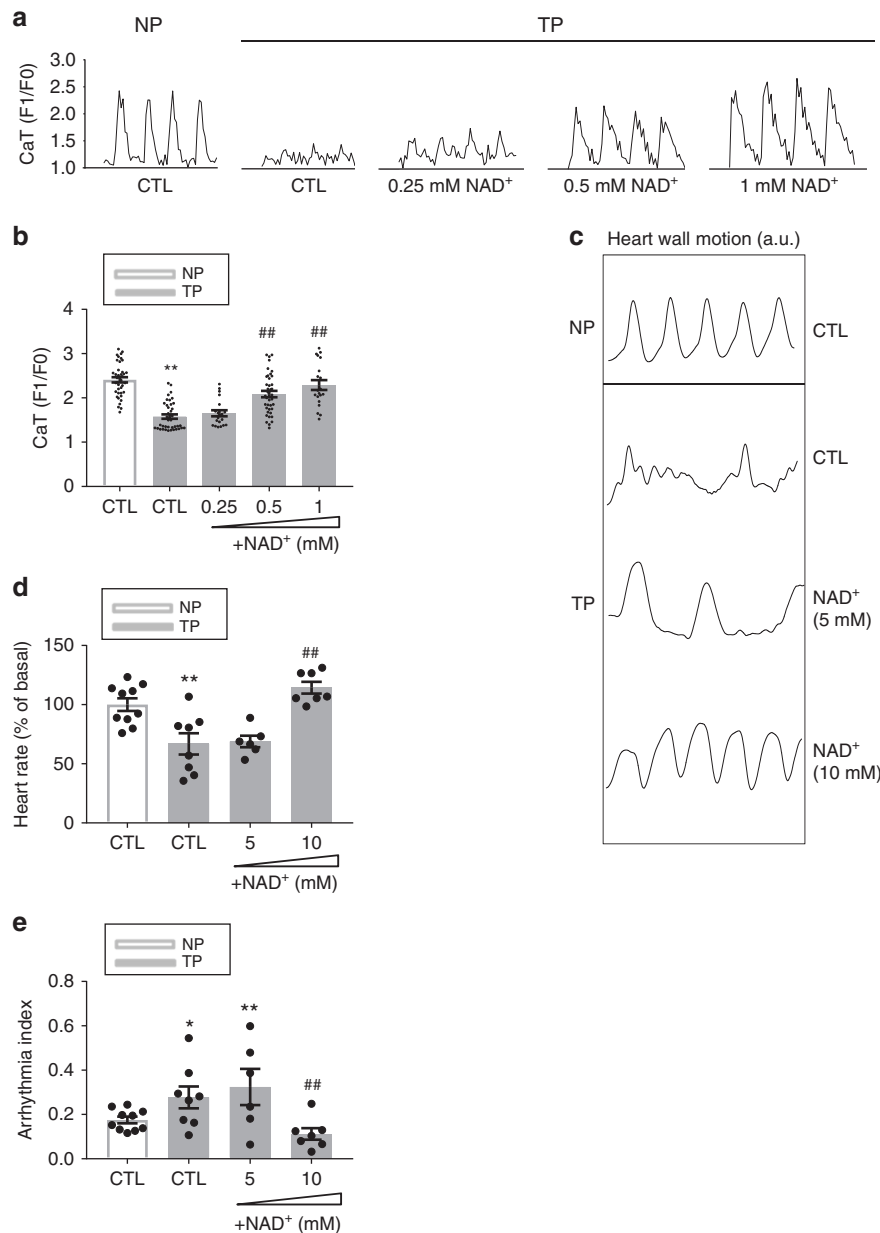 a
NP
TP
CaT (F1/F0)
3.0
2.5
2.0
1.5
1.0
CTL
CTL
0.25 mM NAD⁺
0.5 mM NAD⁺
1 mM NAD⁺
b
NP
TP
CaT (F1/F0)
4
3
2
1
0
**
##
##
CTL
CTL
0.25
0.5
1
+NAD⁺ (mM)
c
Heart wall motion (a.u.)
NP
CTL
CTL
TP
NAD⁺
(5 mM)
NAD⁺
(10 mM)
d
NP
TP
Heart rate (% of basal)
150
100
50
0
**
##
CTL
CTL
5
10
+NAD⁺ (mM)
e
NP
TP
Arrhythmia index
0.8
0.6
0.4
0.2
0.0
*
**
##
CTL
CTL
5
10
+NAD⁺ (mM)